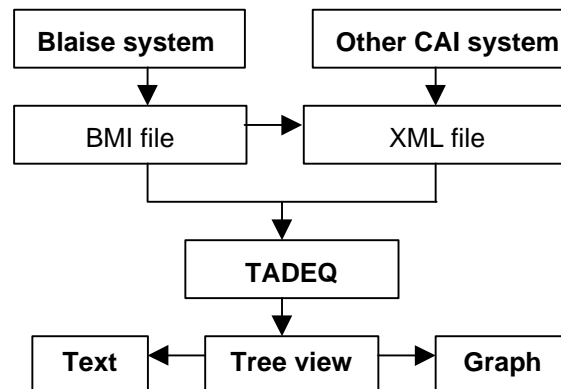 Blaise system
Other CAI system
BMI file
XML file
TADEQ
Text
Tree view
Graph